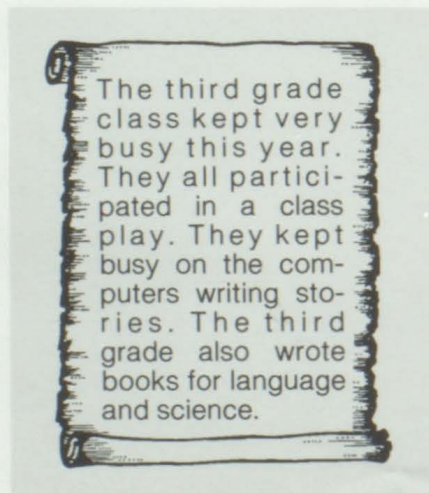 The third grade
class kept very
busy this year.
They all partici-
pated in a class
play. They kept
busy on the com-
puters writing sto-
ries. The third
grade also wrote
books for language
and science.